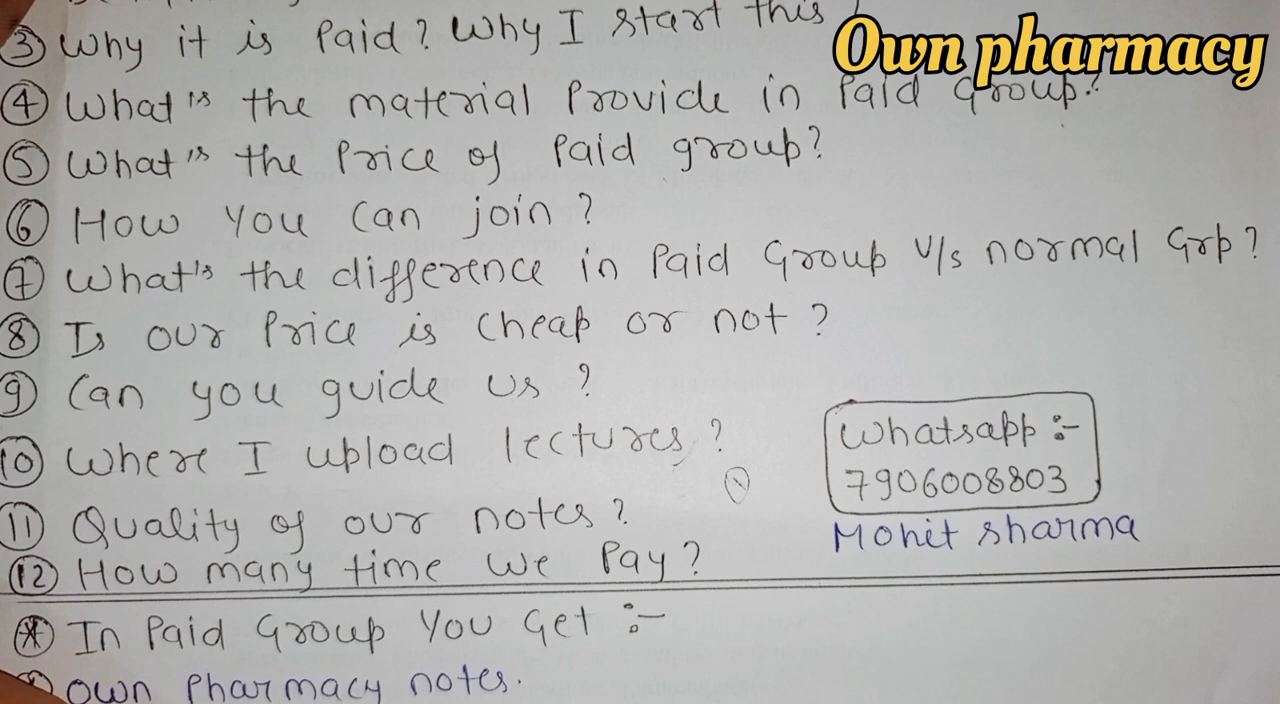 ③ Why it is Paid? Why I start this
Own pharmacy
④ What's the material Provide in Paid Group?
⑤ What's the Price of Paid group?
⑥ How you can join?
⑦ What's the difference in Paid Group v/s normal Grp?
⑧ Is our Price is cheap or not?
⑨ Can you guide us?
⑩ Where I upload lectures?
Whatsapp :-
7906008803
⑪ Quality of our notes?
Mohit sharma
⑫ How many time we Pay?
* In Paid Group you Get :-
Own Pharmacy notes.